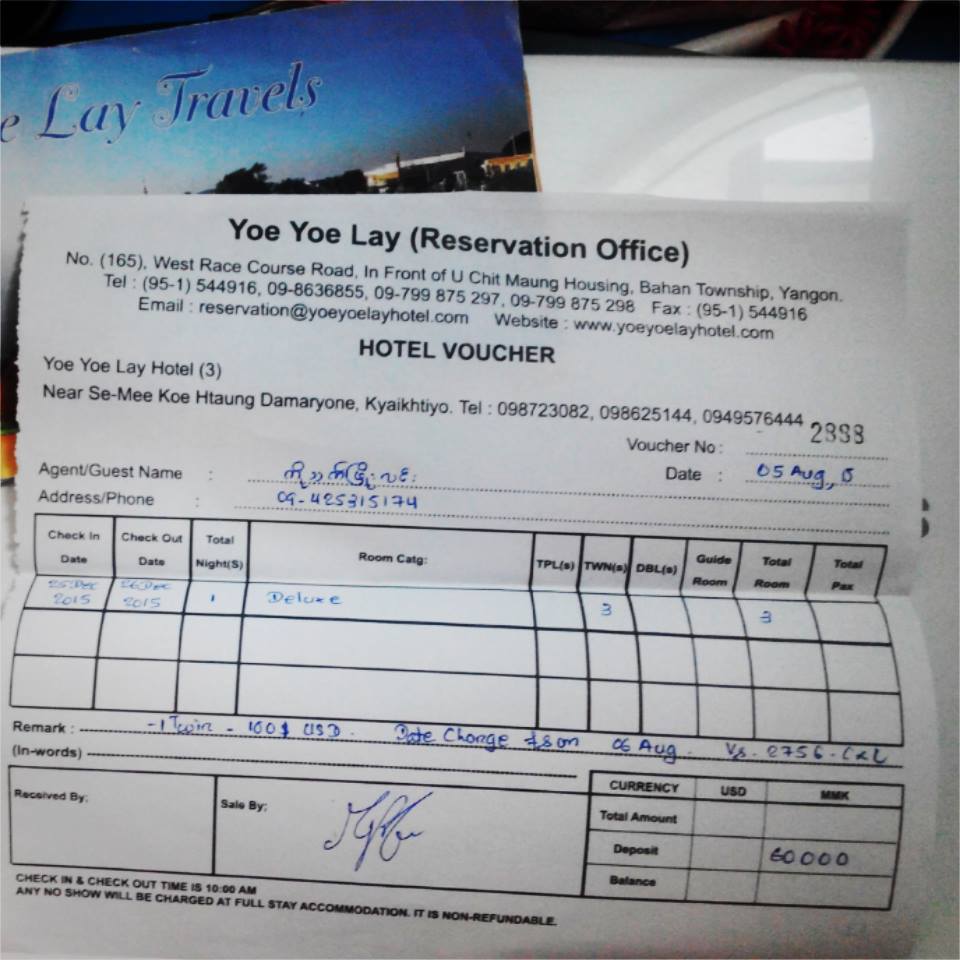 e Lay Travels
Yoe Yoe Lay (Reservation Office)
No. (165), West Race Course Road, In Front of U Chit Maung Housing, Bahan Township, Yangon.
Tel : (95-1) 544916, 09-8636855, 09-799 875 297, 09-799 875 298 Fax : (95-1) 544916
Email : reservation@yoeyoelayhotel.com Website : www.yoeyoelayhotel.com
HOTEL VOUCHER
Yoe Yoe Lay Hotel (3)
Near Se-Mee Koe Htaung Damaryone, Kyaikhtiyo. Tel : 098723082, 098625144, 0949576444
Voucher No : 2888
Agent/Guest Name : Date : 05 Aug,
Address/Phone : 09-425315174
Check In Date Check Out Date Total Night(S) Room Catg: TPL(s) TWN(s) DBL(s) Guide Room Total Room Total Pax
25 Dec 2015 26 Dec 2015 1 Deluxe 3 3
Remark : -1 Twin - 100$ USD. Date Change from 06 Aug. 2756
(In-words)
Received By: Sale By: CURRENCY USD MMK
Total Amount
Deposit 60000
Balance
CHECK IN & CHECK OUT TIME IS 10:00 AM
ANY NO SHOW WILL BE CHARGED AT FULL STAY ACCOMMODATION. IT IS NON-REFUNDABLE.